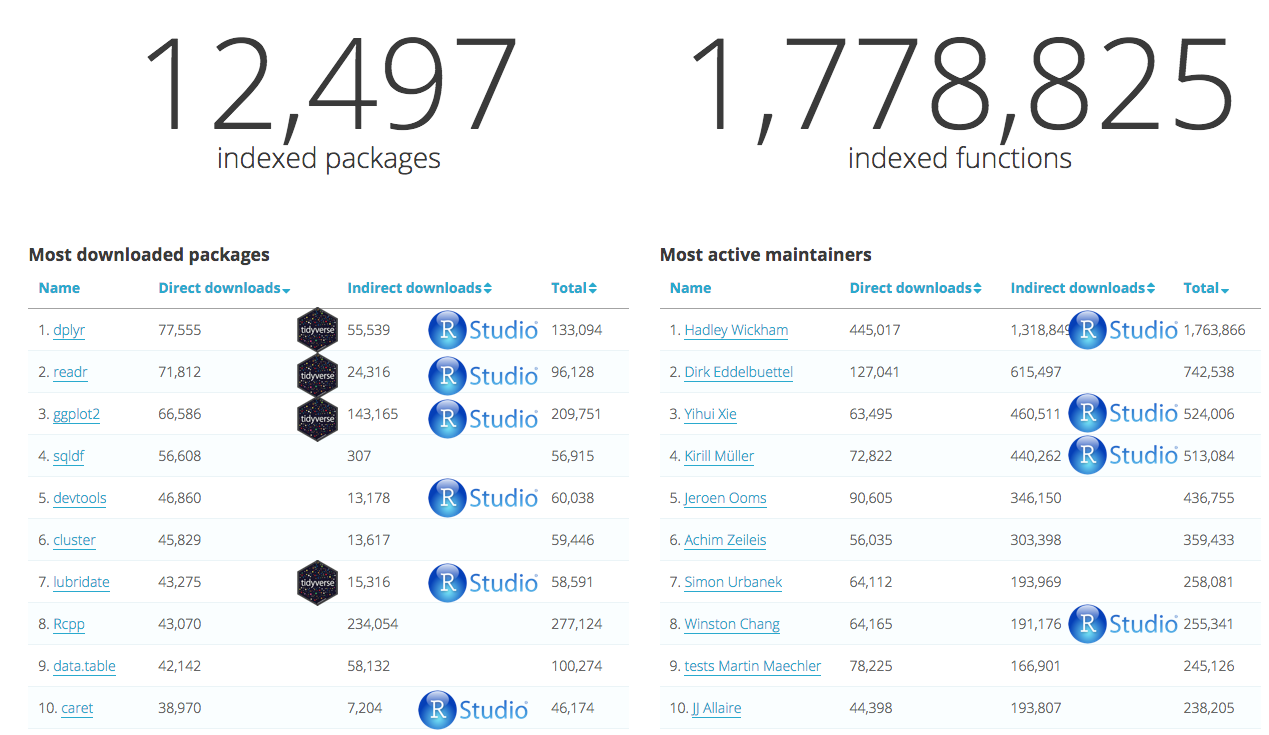 12,497
indexed packages
1,778,825
indexed functions
Most downloaded packages
Name Direct downloads Indirect downloads Total
1. dplyr 77,555 tidyverse 55,539 R Studio 133,094
2. readr 71,812 tidyverse 24,316 R Studio 96,128
3. ggplot2 66,586 tidyverse 143,165 R Studio 209,751
4. sqldf 56,608 307 56,915
5. devtools 46,860 13,178 R Studio 60,038
6. cluster 45,829 13,617 59,446
7. lubridate 43,275 tidyverse 15,316 R Studio 58,591
8. Rcpp 43,070 234,054 277,124
9. data.table 42,142 58,132 100,274
10. caret 38,970 7,204 R Studio 46,174
Most active maintainers
Name Direct downloads Indirect downloads Total
1. Hadley Wickham 445,017 1,318,849 R Studio 1,763,866
2. Dirk Eddelbuettel 127,041 615,497 742,538
3. Yihui Xie 63,495 460,511 R Studio 524,006
4. Kirill Müller 72,822 440,262 R Studio 513,084
5. Jeroen Ooms 90,605 346,150 436,755
6. Achim Zeileis 56,035 303,398 359,433
7. Simon Urbanek 64,112 193,969 258,081
8. Winston Chang 64,165 191,176 R Studio 255,341
9. tests Martin Maechler 78,225 166,901 245,126
10. JJ Allaire 44,398 193,807 238,205